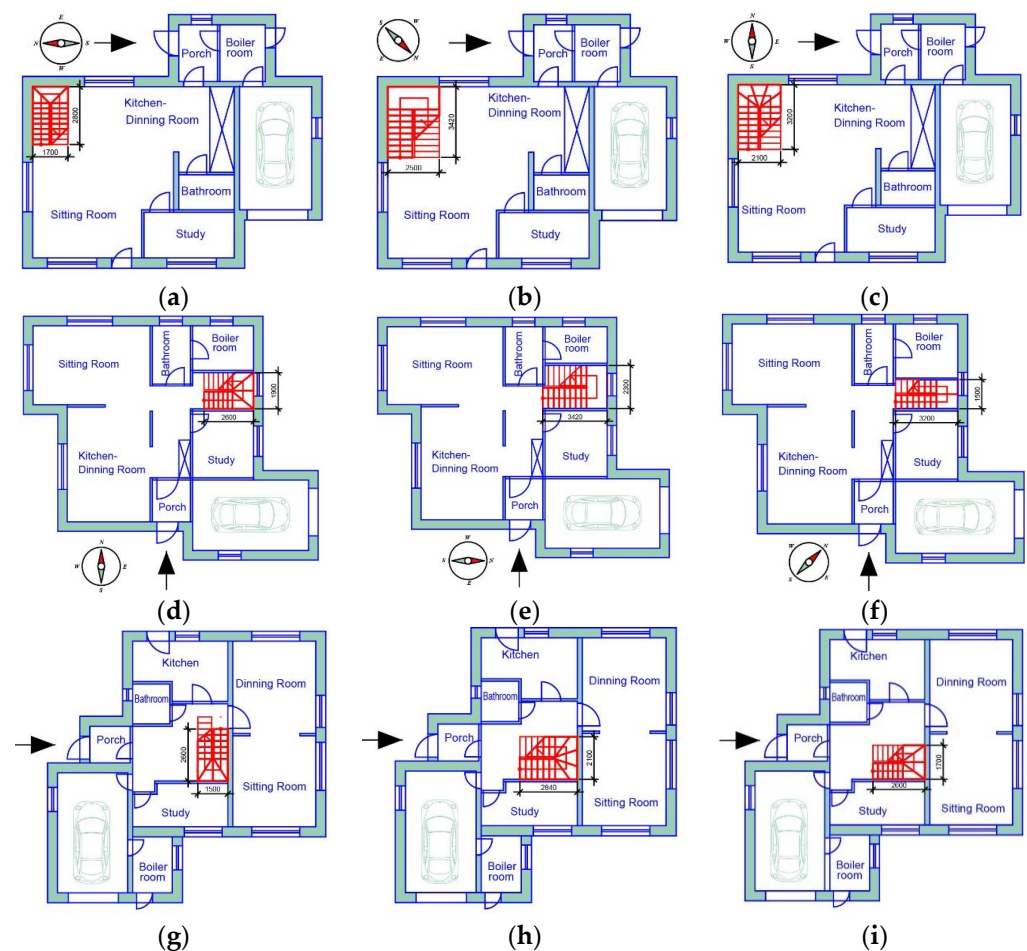 E
N
S
W
Porch
Boiler
room
Kitchen-
Dinning Room
2800
1700
Bathroom
Sitting Room
Study
(a)
S
W
E
N
Porch
Boiler
room
Kitchen-
Dinning Room
3420
2500
Bathroom
Sitting Room
Study
(b)
N
W
E
S
Porch
Boiler
room
Kitchen-
Dinning Room
3200
2100
Bathroom
Sitting Room
Study
(c)
Sitting Room
Bathroom
Boiler
room
1900
2600
Kitchen-
Dinning Room
Study
Porch
N
W
E
S
(d)
Sitting Room
Bathroom
Boiler
room
2200
3420
Kitchen-
Dinning Room
Study
Porch
W
S
N
E
(e)
Sitting Room
Bathroom
Boiler
room
1500
3200
Kitchen-
Dinning Room
Study
Porch
W
N
S
E
(f)
Kitchen
Dinning Room
Bathroom
Porch
2600
1500
Sitting Room
Study
Boiler
room
(g)
Kitchen
Dinning Room
Bathroom
Porch
2100
2840
Sitting Room
Study
Boiler
room
(h)
Kitchen
Dinning Room
Bathroom
Porch
1700
2600
Sitting Room
Study
Boiler
room
(i)